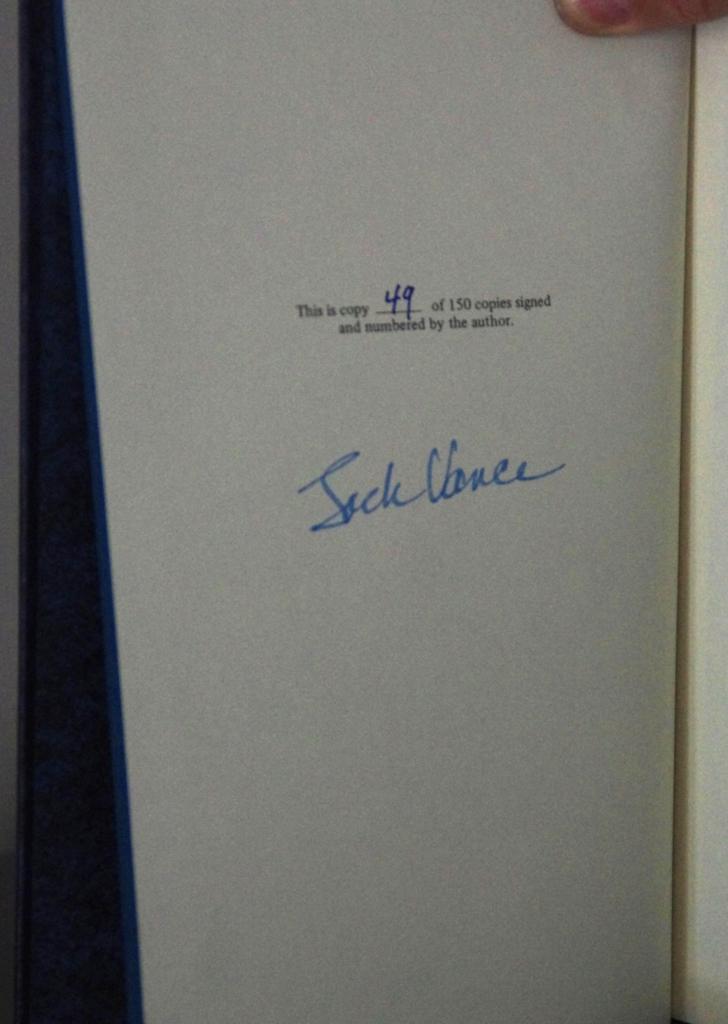 This is copy 49 of 150 copies signed
and numbered by the author.
Jack Vance